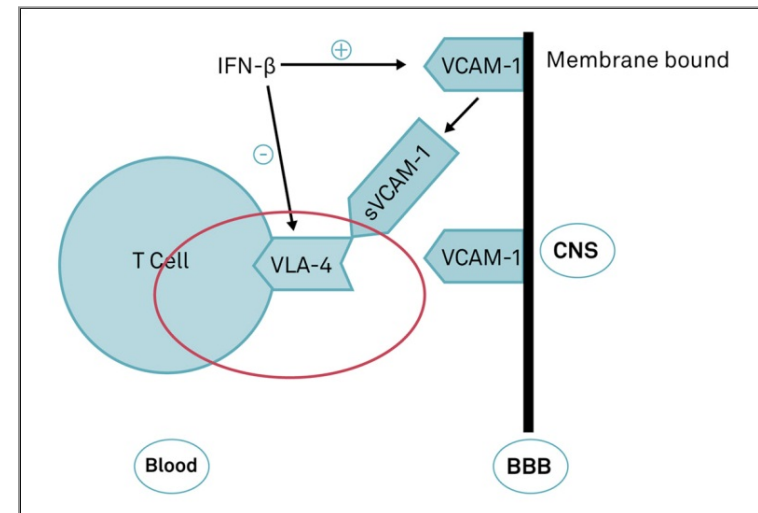 IFN-β
+
VCAM-1
Membrane bound
-
sVCAM-1
T Cell
VLA-4
VCAM-1
CNS
Blood
BBB